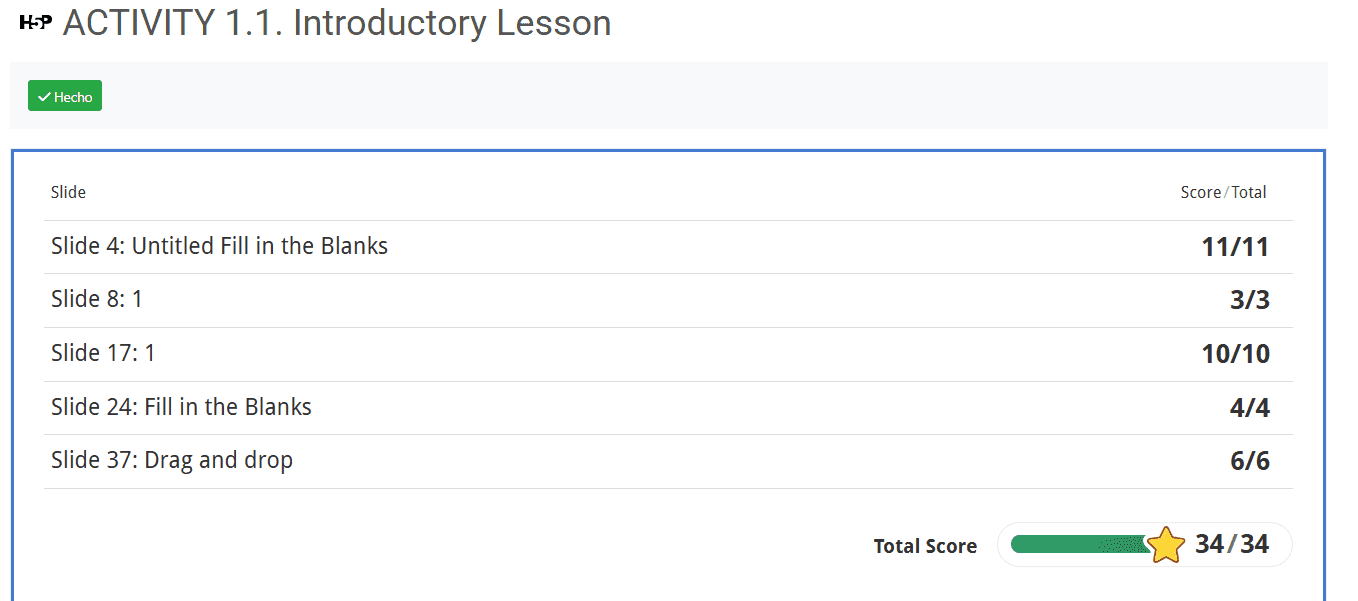 H5P ACTIVITY 1.1. Introductory Lesson
Hecho
Slide Score/Total
Slide 4: Untitled Fill in the Blanks 11/11
Slide 8: 1 3/3
Slide 17: 1 10/10
Slide 24: Fill in the Blanks 4/4
Slide 37: Drag and drop 6/6
Total Score 34/34